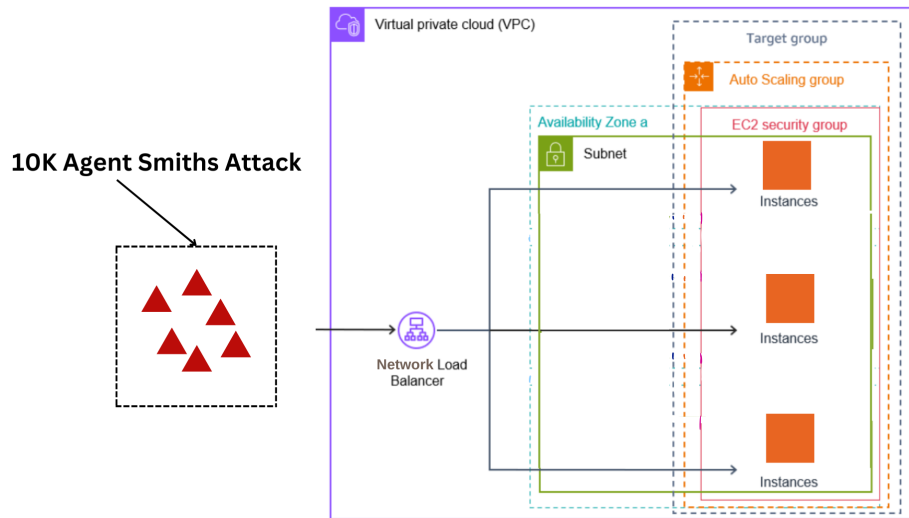 Virtual private cloud (VPC)
Target group
Auto Scaling group
Availability Zone a
EC2 security group
Subnet
10K Agent Smiths Attack
Instances
Instances
Network Load
Balancer
Instances